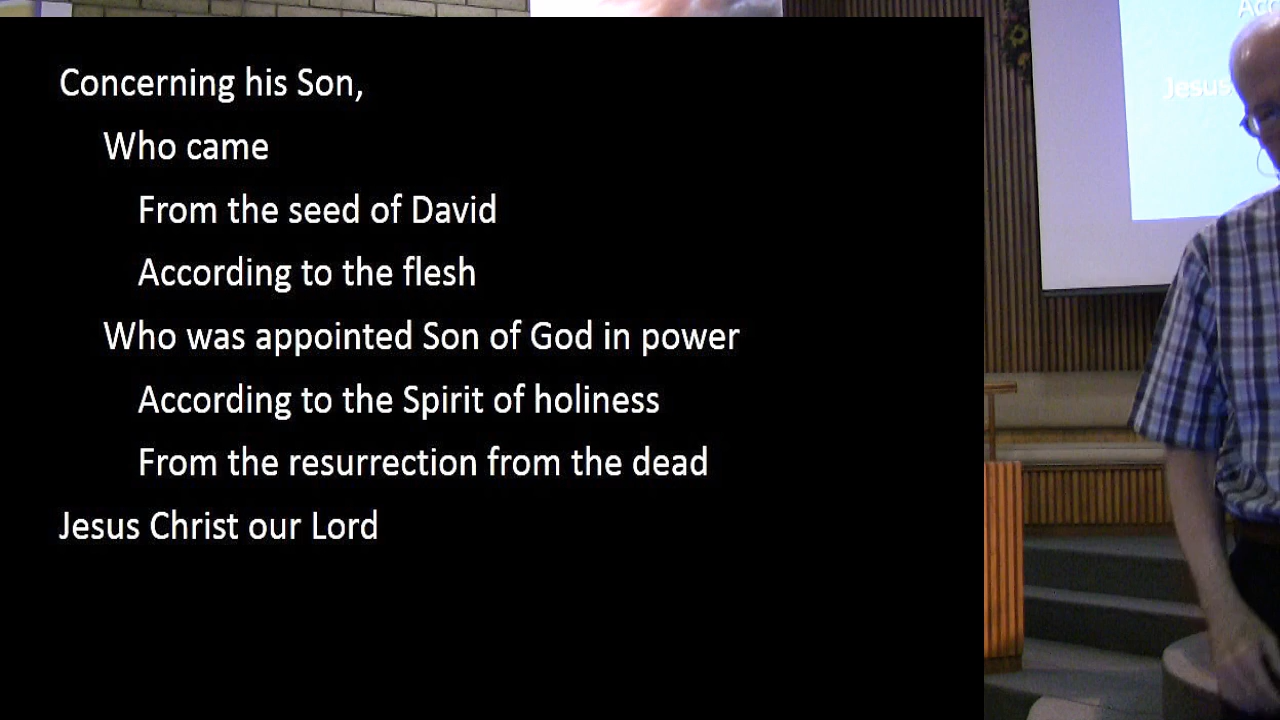 Concerning his Son,
Who came
From the seed of David
According to the flesh
Who was appointed Son of God in power
According to the Spirit of holiness
From the resurrection from the dead
Jesus Christ our Lord
Jesus